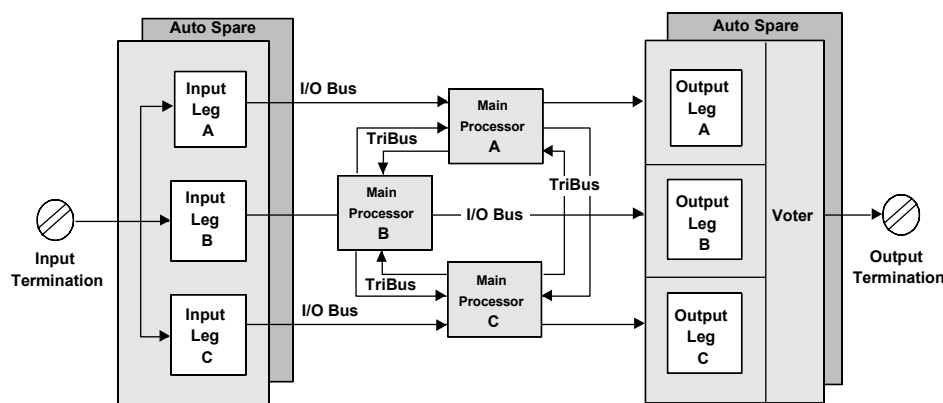 Auto Spare
Auto Spare
Input
Leg
A
I/O Bus
Main
Processor
A
Output
Leg
A
TriBus
TriBus
Input
Termination
Input
Leg
B
Main
Processor
B
I/O Bus
Output
Leg
B
Voter
Output
Termination
TriBus
Input
Leg
C
I/O Bus
Main
Processor
C
Output
Leg
C